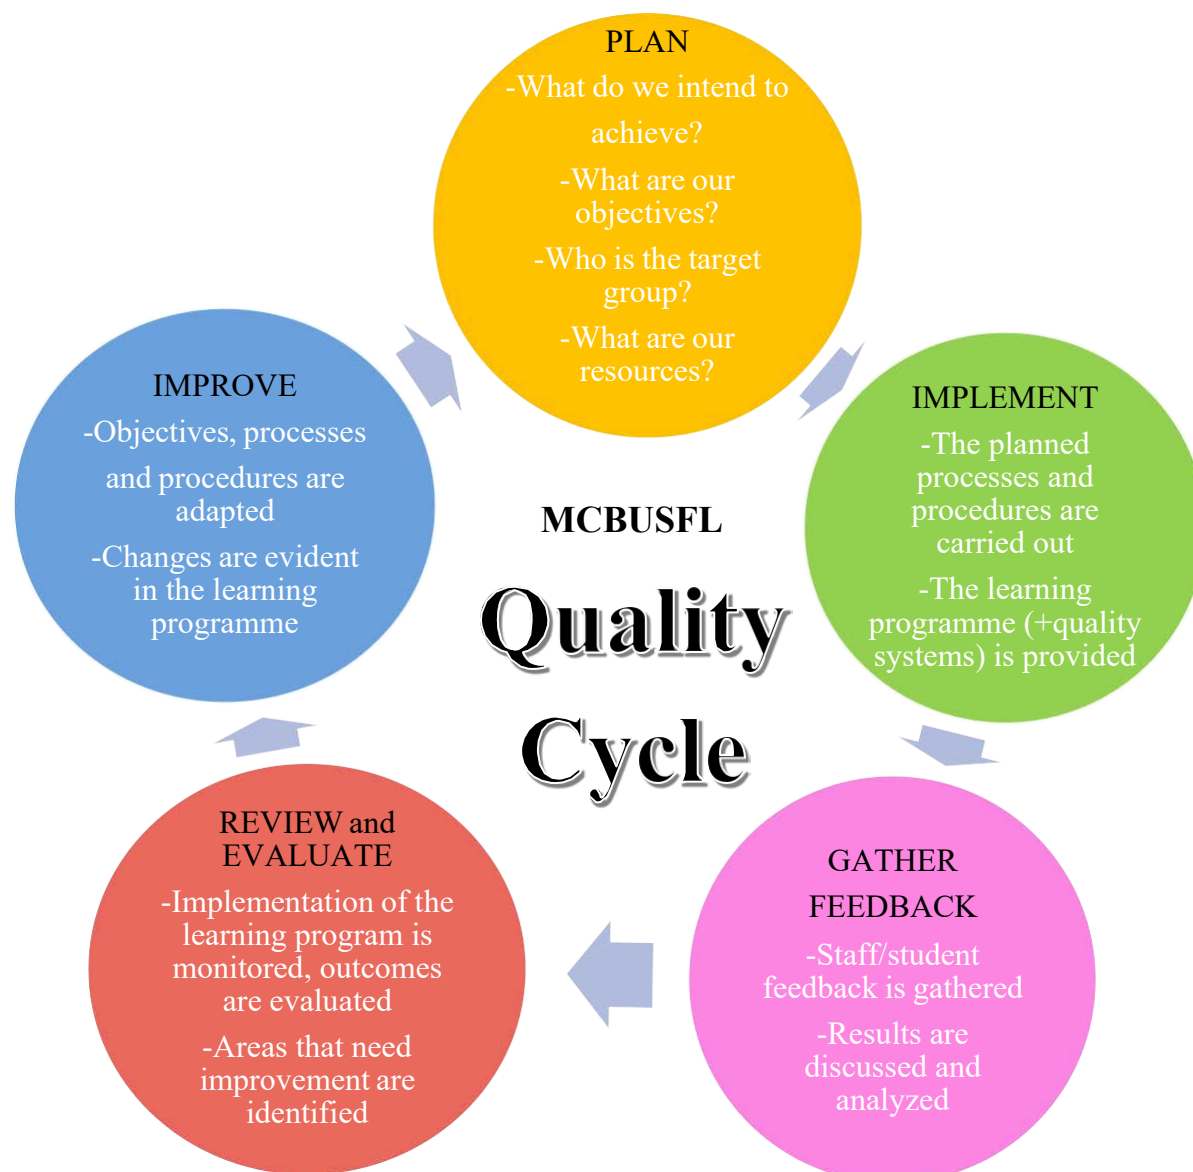 PLAN
-What do we intend to
achieve?
-What are our
objectives?
-Who is the target
group?
-What are our
resources?
IMPLEMENT
-The planned
processes and
procedures are
carried out
-The learning
programme (+quality
systems) is provided
GATHER
FEEDBACK
-Staff/student
feedback is gathered
-Results are
discussed and
analyzed
REVIEW and
EVALUATE
-Implementation of the
learning program is
monitored, outcomes
are evaluated
-Areas that need
improvement are
identified
IMPROVE
-Objectives, processes
and procedures are
adapted
-Changes are evident
in the learning
programme
MCBUSFL
Quality
Cycle